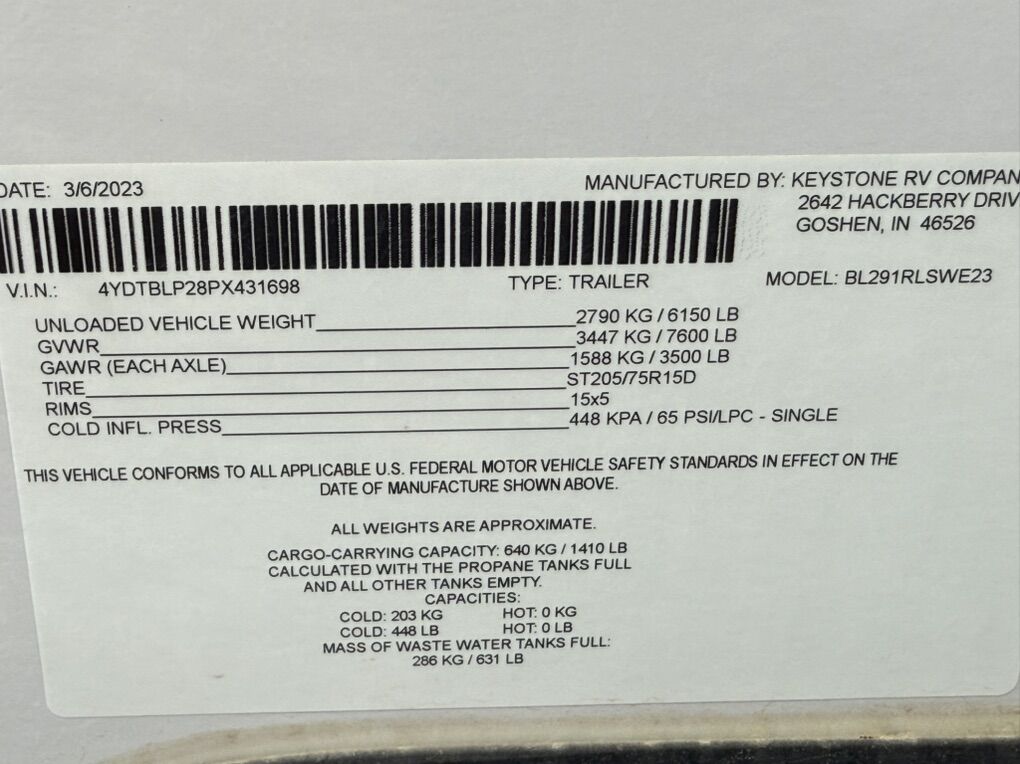 DATE: 3/6/2023
MANUFACTURED BY: KEYSTONE RV COMPAN
2642 HACKBERRY DRIV
GOSHEN, IN 46526
V.I.N.: 4YDTBLP28PX431698 TYPE: TRAILER MODEL: BL291RLSWE23
UNLOADED VEHICLE WEIGHT 2790 KG / 6150 LB
GVWR 3447 KG / 7600 LB
GAWR (EACH AXLE) 1588 KG / 3500 LB
TIRE ST205/75R15D
RIMS 15x5
COLD INFL. PRESS 448 KPA / 65 PSI/LPC - SINGLE
THIS VEHICLE CONFORMS TO ALL APPLICABLE U.S. FEDERAL MOTOR VEHICLE SAFETY STANDARDS IN EFFECT ON THE
DATE OF MANUFACTURE SHOWN ABOVE.
ALL WEIGHTS ARE APPROXIMATE.
CARGO-CARRYING CAPACITY: 640 KG / 1410 LB
CALCULATED WITH THE PROPANE TANKS FULL
AND ALL OTHER TANKS EMPTY.
CAPACITIES:
COLD: 203 KG HOT: 0 KG
COLD: 448 LB HOT: 0 LB
MASS OF WASTE WATER TANKS FULL:
286 KG / 631 LB